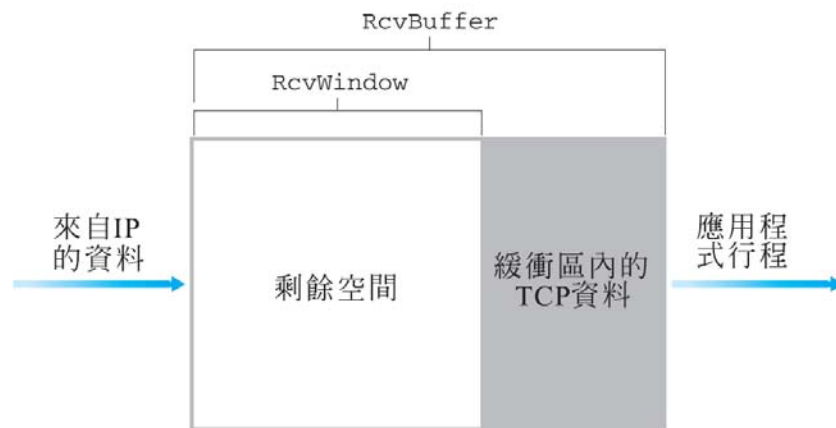 RcvBuffer
RcvWindow
來自IP
的資料
剩餘空間
緩衝區內的
TCP資料
應用程
式行程